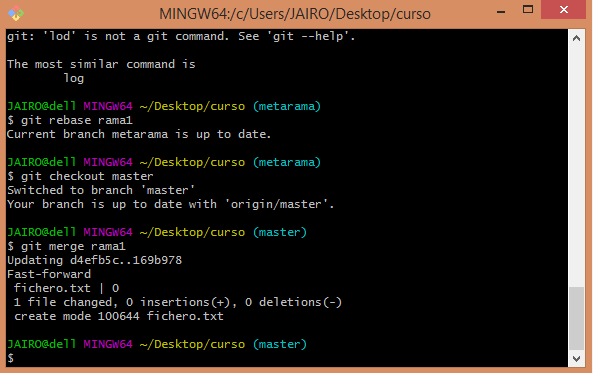 MINGW64:/c/Users/JAIRO/Desktop/curso
git: 'lod' is not a git command. See 'git --help'.
The most similar command is
log
JAIRO@dell MINGW64 ~/Desktop/curso (metarama)
$ git rebase rama1
Current branch metarama is up to date.
JAIRO@dell MINGW64 ~/Desktop/curso (metarama)
$ git checkout master
Switched to branch 'master'
Your branch is up to date with 'origin/master'.
JAIRO@dell MINGW64 ~/Desktop/curso (master)
$ git merge rama1
Updating d4efb5c..169b978
Fast-forward
fichero.txt | 0
1 file changed, 0 insertions(+), 0 deletions(-)
create mode 100644 fichero.txt
JAIRO@dell MINGW64 ~/Desktop/curso (master)
$